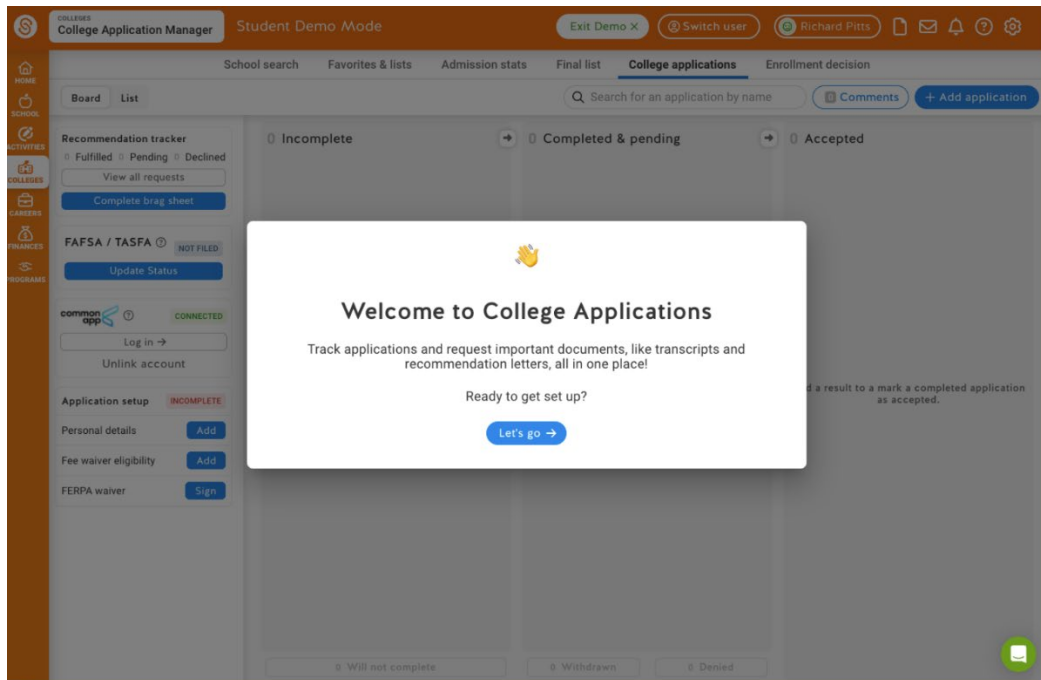 COLLEGES
College Application Manager
Student Demo Mode
Exit Demo ×
Switch user
Richard Pitts
HOME
SCHOOL
ACTIVITIES
COLLEGES
CAREERS
FINANCES
PROGRAMS
School search
Favorites & lists
Admission stats
Final list
College applications
Enrollment decision
Board
List
Search for an application by name
0 Comments
+ Add application
Recommendation tracker
0 Fulfilled 0 Pending 0 Declined
View all requests
Complete brag sheet
FAFSA / TASFA
NOT FILED
Update Status
common app
CONNECTED
Log in →
Unlink account
Application setup
INCOMPLETE
Personal details
Add
Fee waiver eligibility
Add
FERPA waiver
Sign
0 Incomplete
0 Completed & pending
0 Accepted
Welcome to College Applications
Track applications and request important documents, like transcripts and
recommendation letters, all in one place!
Ready to get set up?
Let's go →
a result to a mark a completed application
as accepted.
0 Will not complete
0 Withdrawn
0 Denied